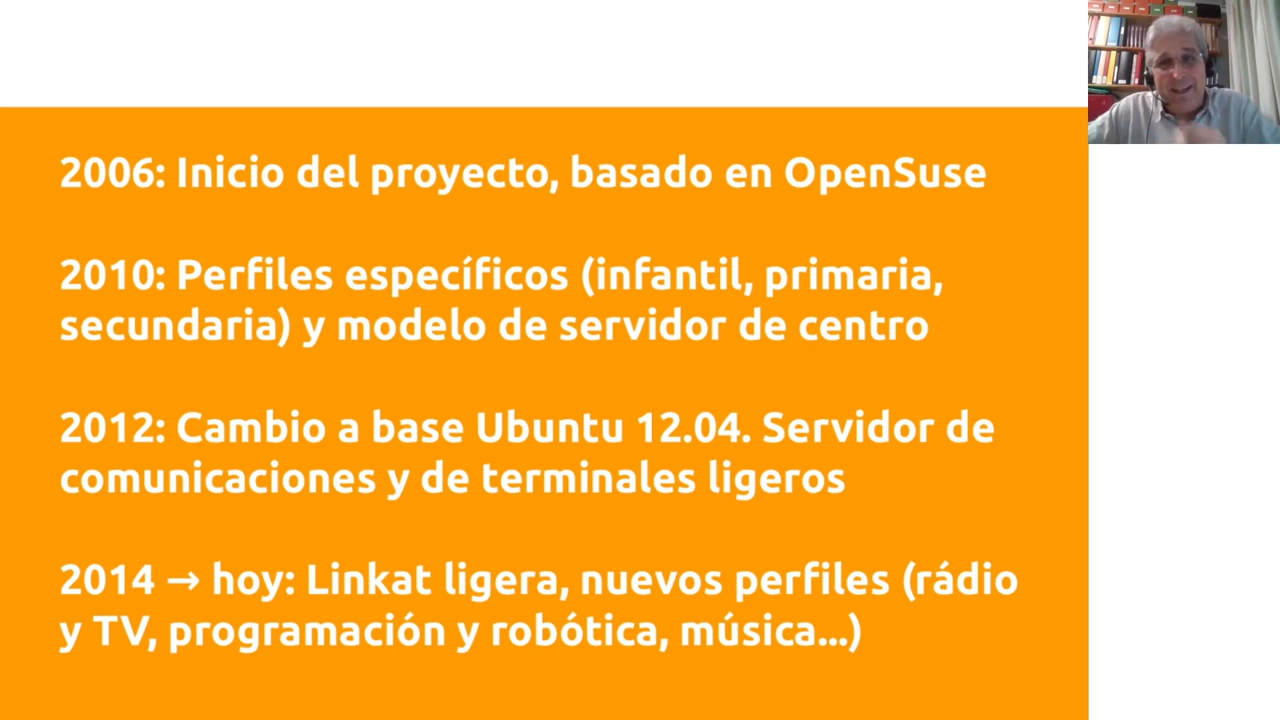 2006: Inicio del proyecto, basado en OpenSuse
2010: Perfiles específicos (infantil, primaria,
secundaria) y modelo de servidor de centro
2012: Cambio a base Ubuntu 12.04. Servidor de
comunicaciones y de terminales ligeros
2014 → hoy: Linkat ligera, nuevos perfiles (rádio
y TV, programación y robótica, música...)